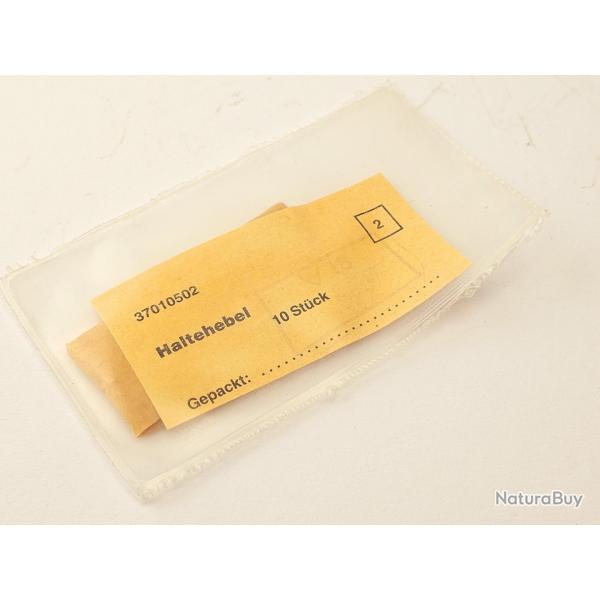 2
37010502
Haltehebel
10 Stück
Gepackt: ..............................
NaturaBuy